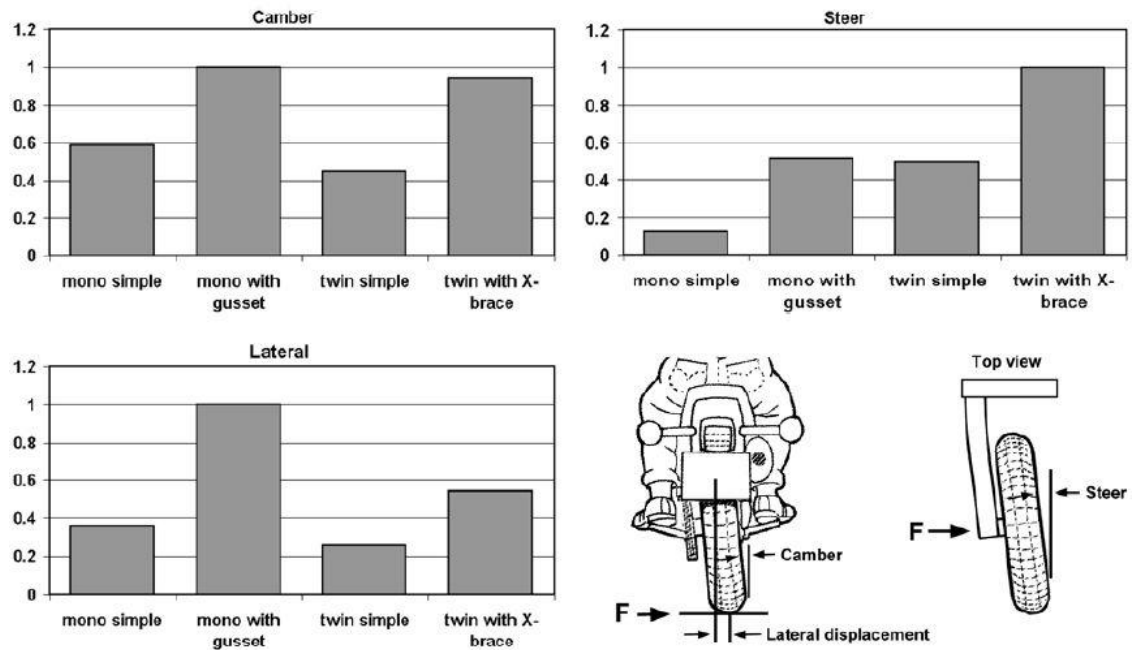 Camber
1.2
1
0.8
0.6
0.4
0.2
0
mono simple
mono with
gusset
twin simple
twin with X-
brace
Steer
1.2
1
0.8
0.6
0.4
0.2
0
mono simple
mono with
gusset
twin simple
twin with X-
brace
Lateral
1.2
1
0.8
0.6
0.4
0.2
0
mono simple
mono with
gusset
twin simple
twin with X-
brace
Camber
F
Lateral displacement
Top view
Steer
F